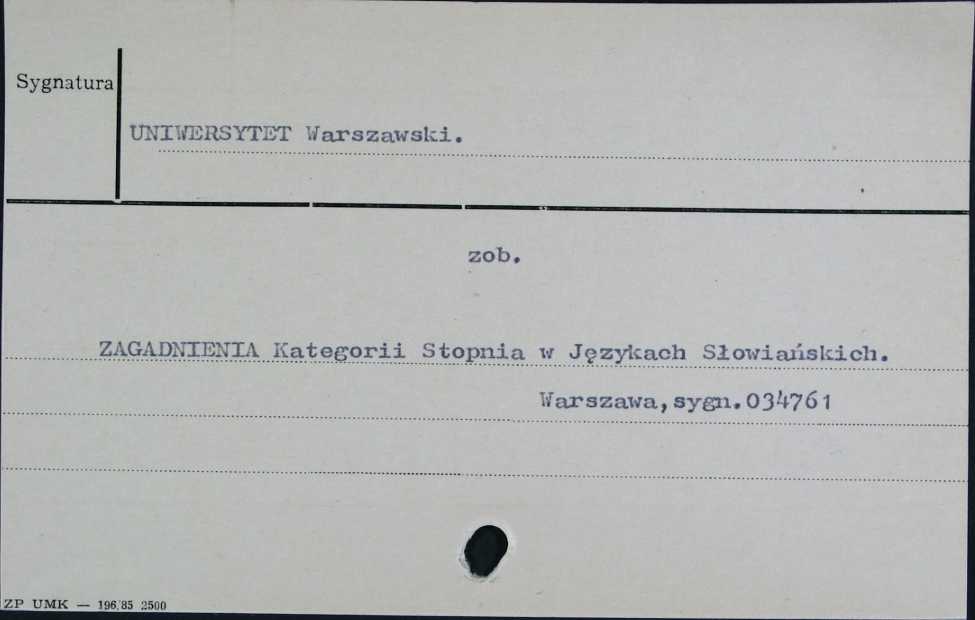 Sygnatura
UNIWERSYTET Warszawski.
zob.
ZAGADNIENIA Kategorii Stopnia w Językach Słowiańskich.
Warszawa,sygn.034761
ZP UMK — 196/85 2500